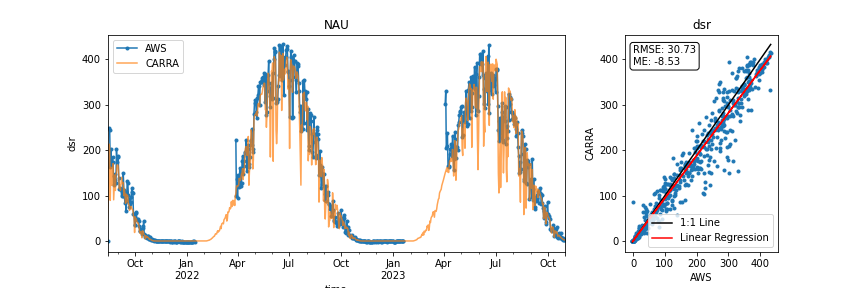 NAU
AWS
CARRA
dsr
400
300
200
100
0
Oct
Jan
2022
Apr
Jul
Oct
Jan
2023
Apr
Jul
Oct
time
dsr
RMSE: 30.73
ME: -8.53
CARRA
400
300
200
100
0
1:1 Line
Linear Regression
0
100
200
300
400
AWS